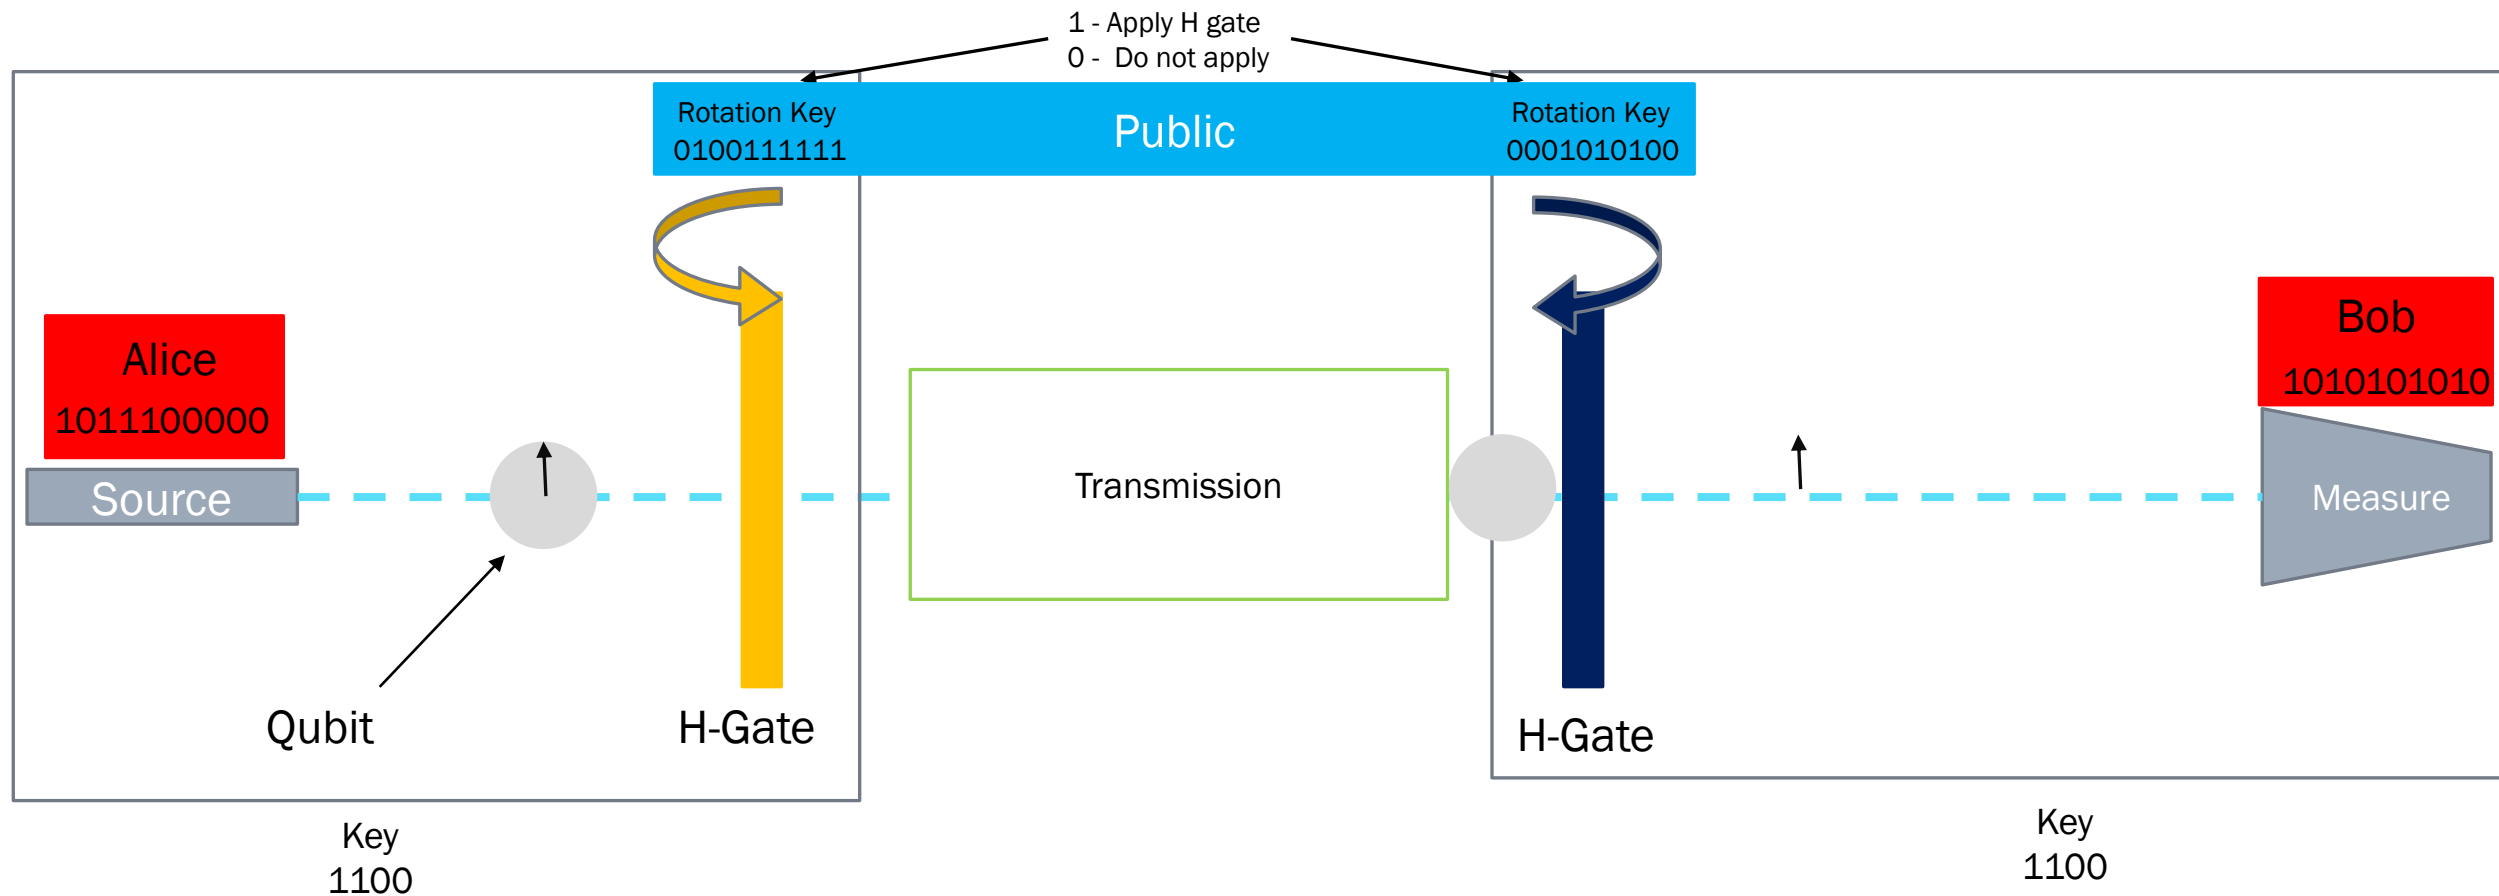 1 - Apply H gate
0 - Do not apply
Rotation Key
0100111111
Public
Rotation Key
0001010100
Alice
1011100000
Source
Qubit
H-Gate
Transmission
H-Gate
Bob
1010101010
Measure
Key
1100
Key
1100